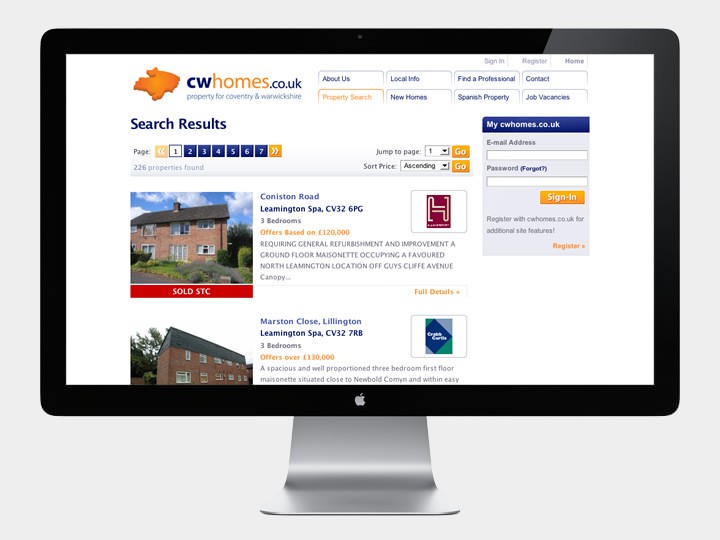 Sign In Register Home
cwhomes.co.uk
property for coventry & warwickshire
About Us Local Info Find a Professional Contact
Property Search New Homes Spanish Property Job Vacancies
Search Results
Page: « 1 2 3 4 5 6 7 »
Jump to page: 1 Go
226 properties found
Sort Price: Ascending Go
My cwhomes.co.uk
E-mail Address
Password (Forgot?)
Sign-In
Register with cwhomes.co.uk for
additional site features!
Register »
Coniston Road
Leamington Spa, CV32 6PG
3 Bedrooms
Offers Based on £120,000
REQUIRING GENERAL REFURBISHMENT AND IMPROVEMENT A
GROUND FLOOR MAISONETTE OCCUPYING A FAVOURED
NORTH LEAMINGTON LOCATION OFF GUYS CLIFFE AVENUE
Canopy...
SOLD STC
Full Details »
Marston Close, Lillington
Leamington Spa, CV32 7RB
3 Bedrooms
Offers over £130,000
A spacious and well proportioned three bedroom first floor
maisonette situated close to Newbold Comyn and within easy
Crabb
Curtis